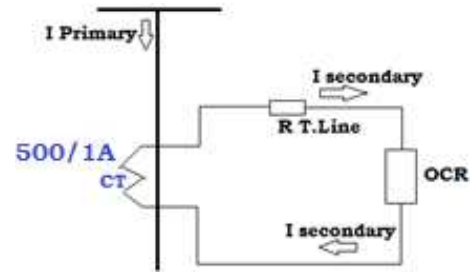 I Primary
I secondary
R T.Line
500/1A
CT
OCR
I secondary